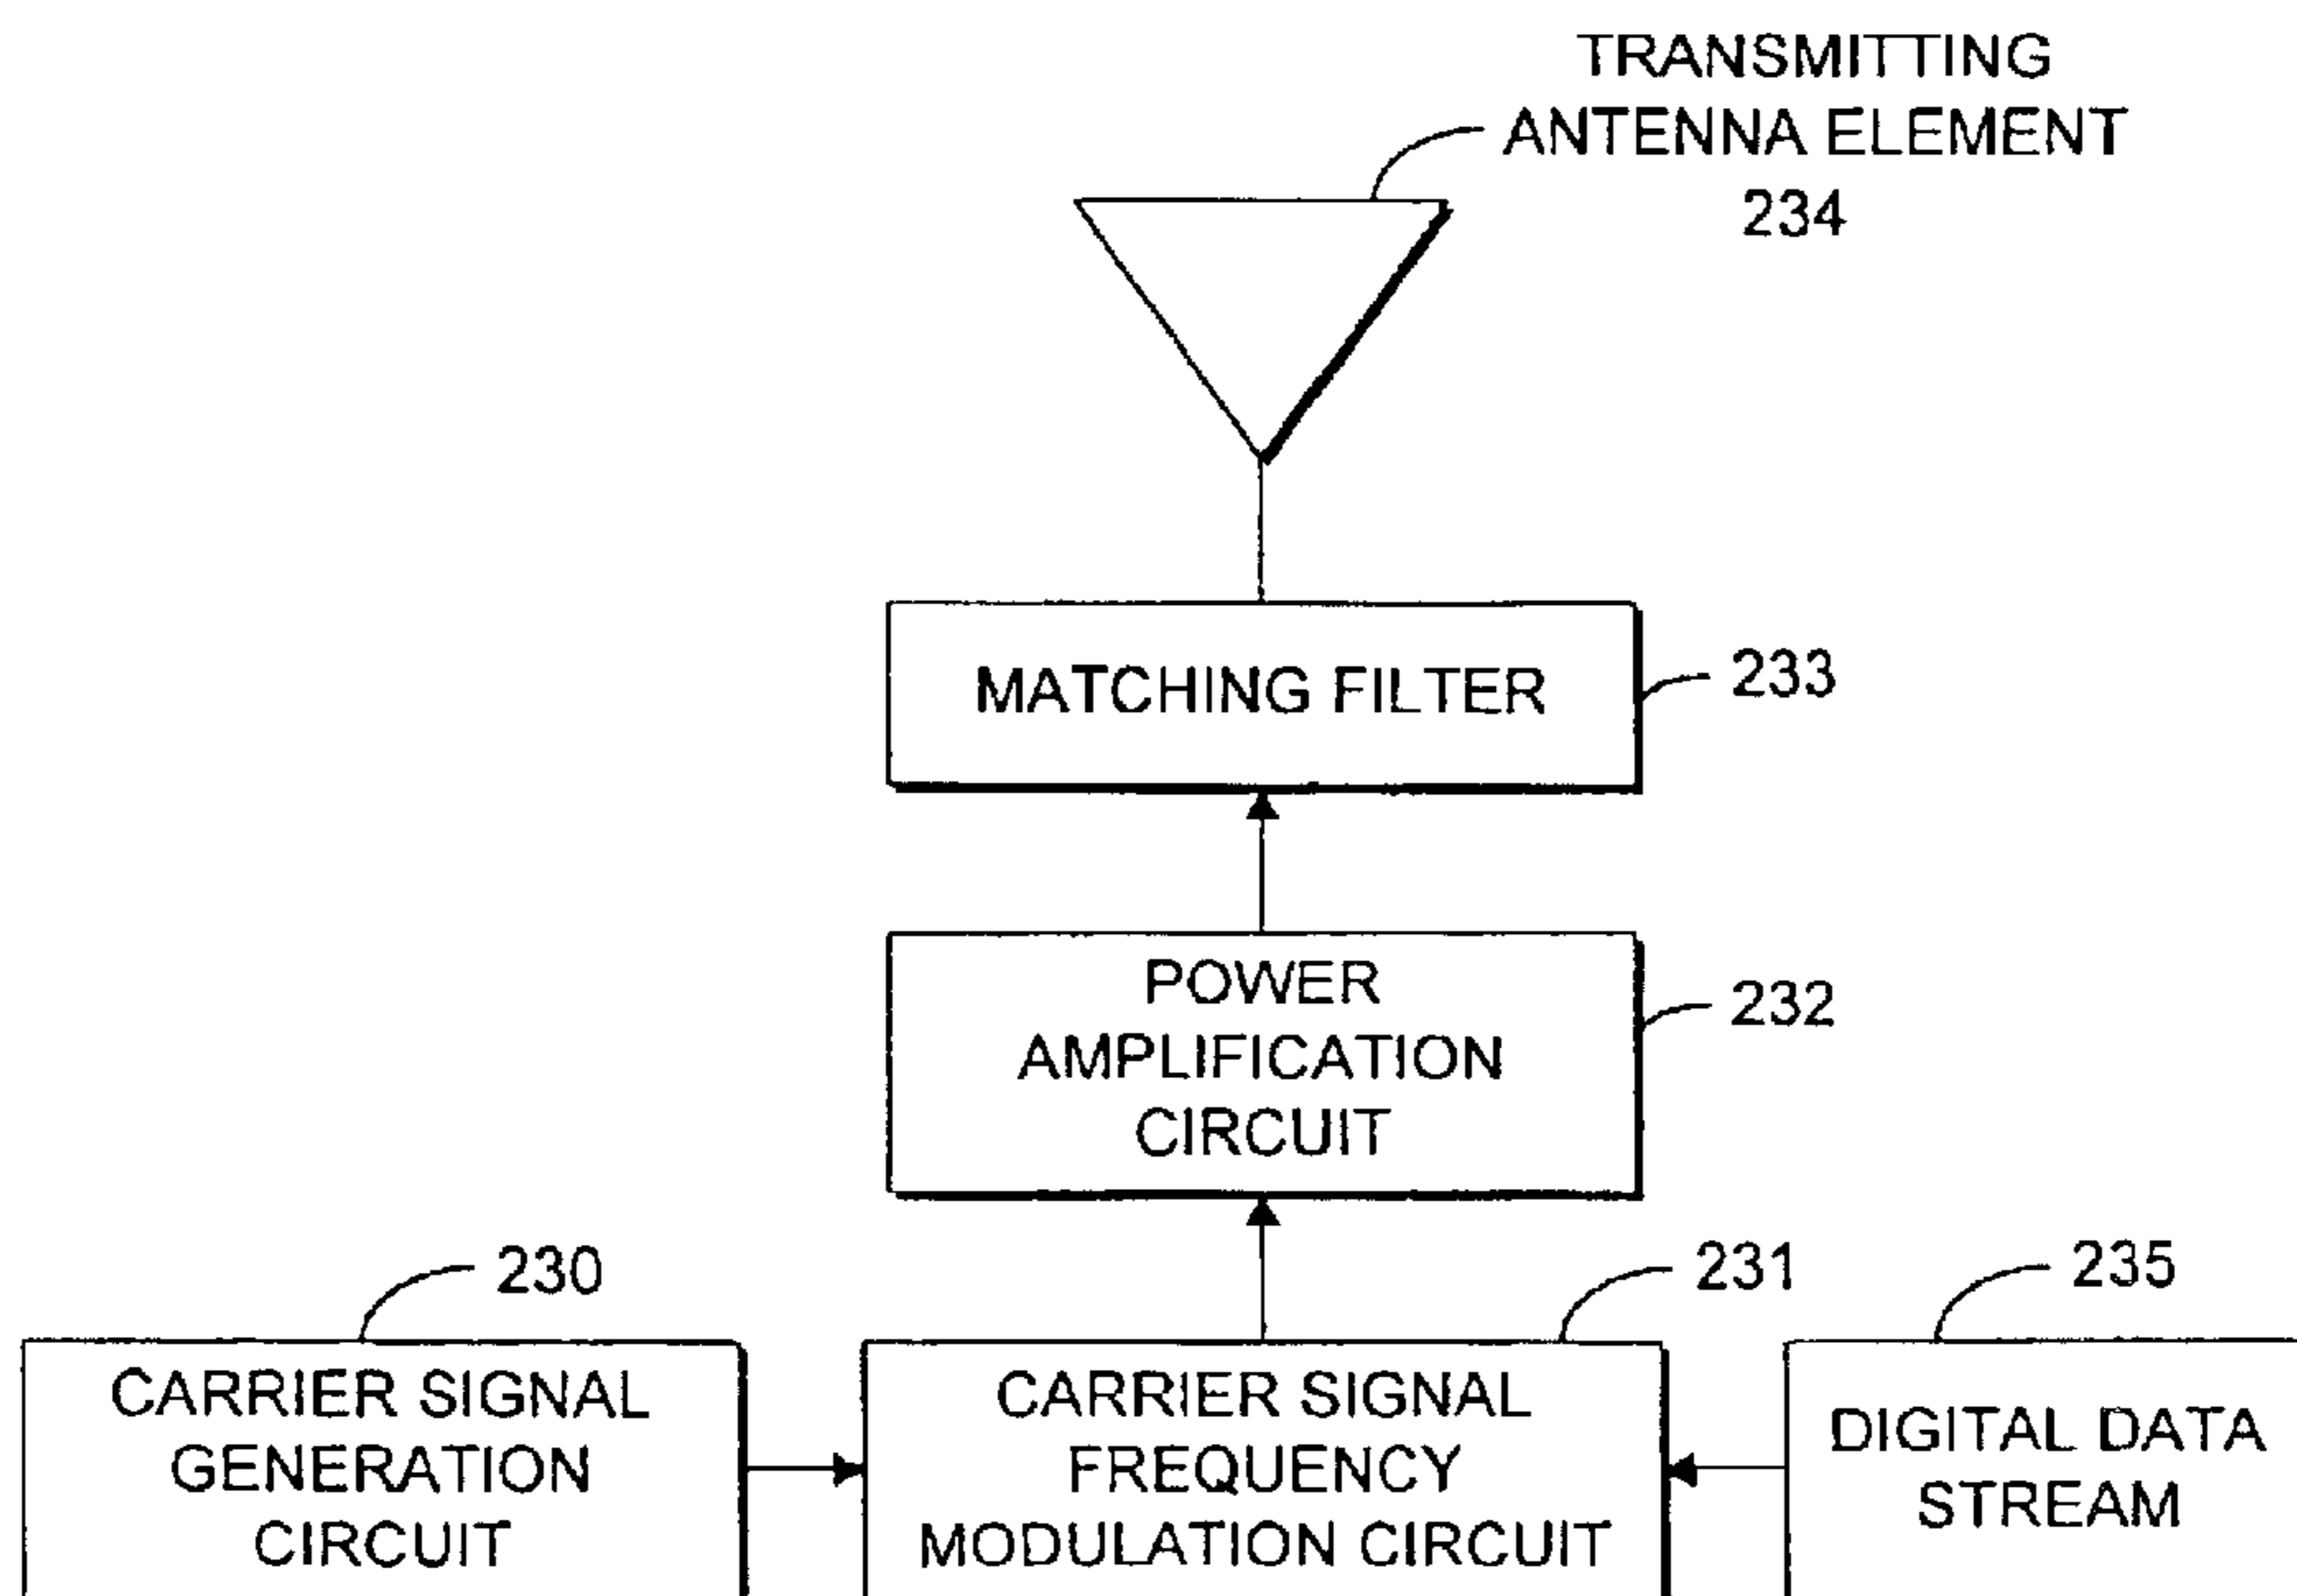 TRANSMITTING
ANTENNA ELEMENT
234
MATCHING FILTER
233
POWER
AMPLIFICATION
CIRCUIT
232
230
CARRIER SIGNAL
GENERATION
CIRCUIT
231
CARRIER SIGNAL
FREQUENCY
MODULATION CIRCUIT
235
DIGITAL DATA
STREAM